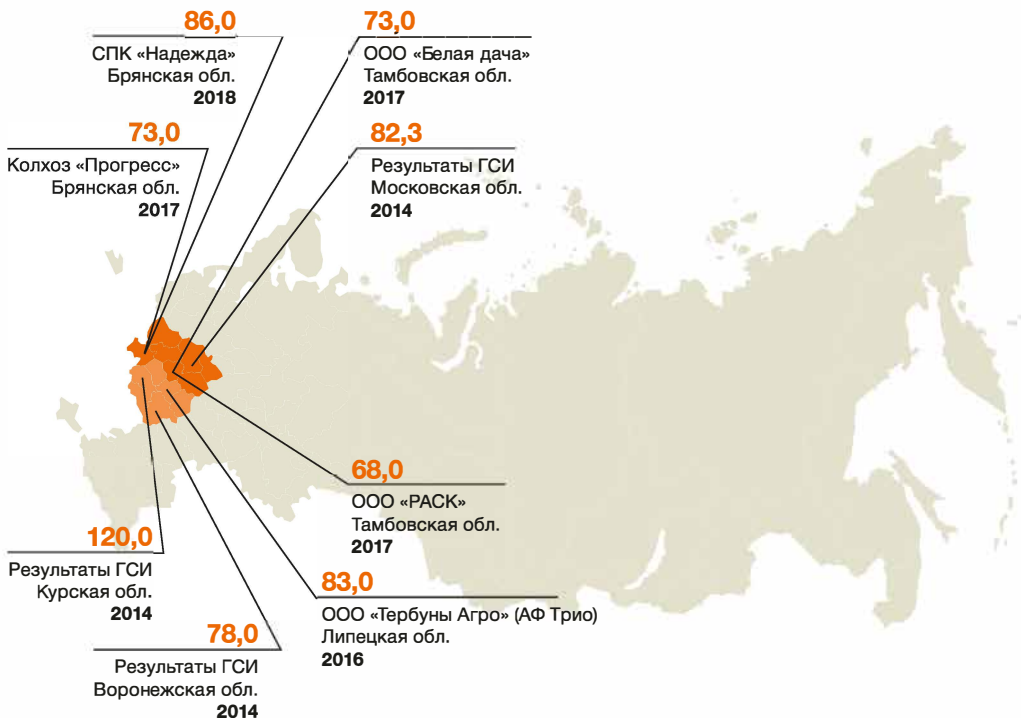 86,0
СПК «Надежда»
Брянская обл.
2018
73,0
ООО «Белая дача»
Тамбовская обл.
2017
73,0
Колхоз «Прогресс»
Брянская обл.
2017
82,3
Результаты ГСИ
Московская обл.
2014
68,0
ООО «РАСК»
Тамбовская обл.
2017
120,0
Результаты ГСИ
Курская обл.
2014
83,0
ООО «Тербуны Агро» (АФ Трио)
Липецкая обл.
2016
78,0
Результаты ГСИ
Воронежская обл.
2014